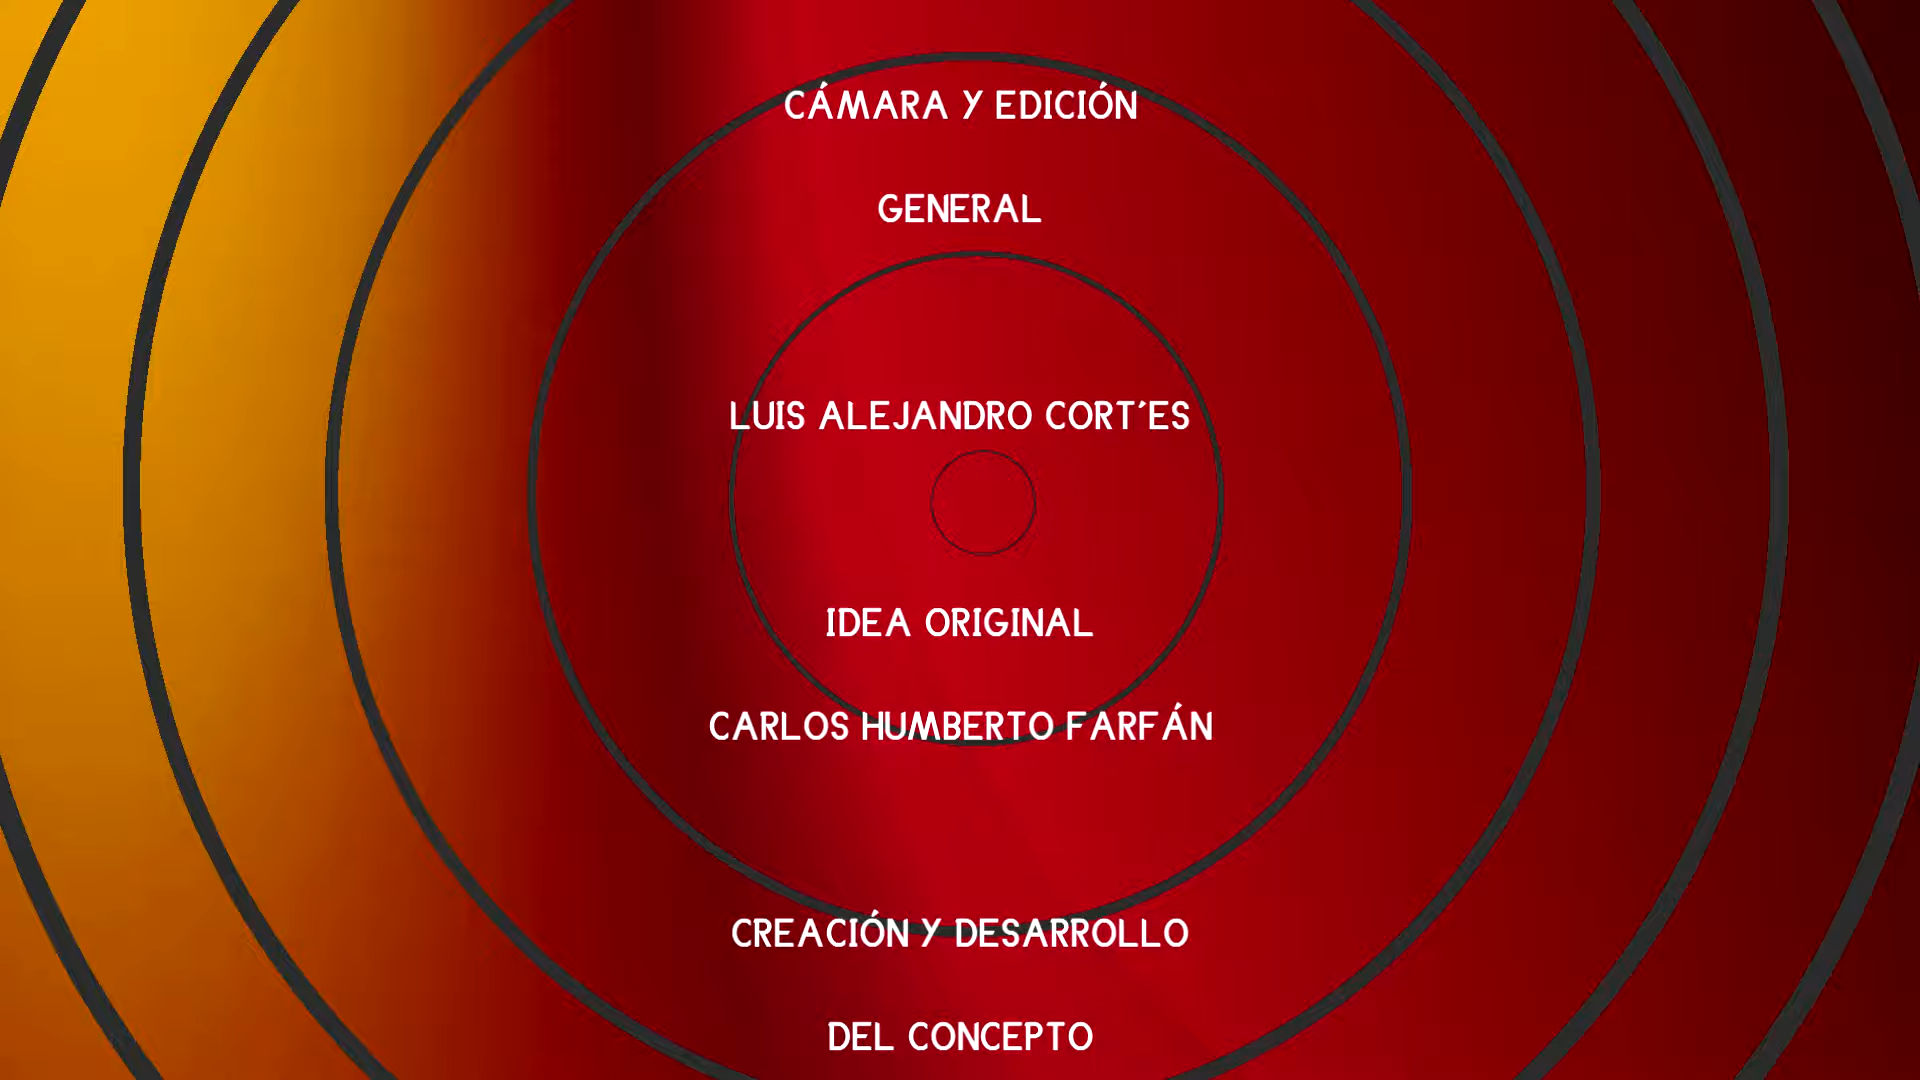 CÁMARA Y EDICIÓN
GENERAL
LUIS ALEJANDRO CORT´ES
IDEA ORIGINAL
CARLOS HUMBERTO FARFÁN
CREACIÓN Y DESARROLLO
DEL CONCEPTO